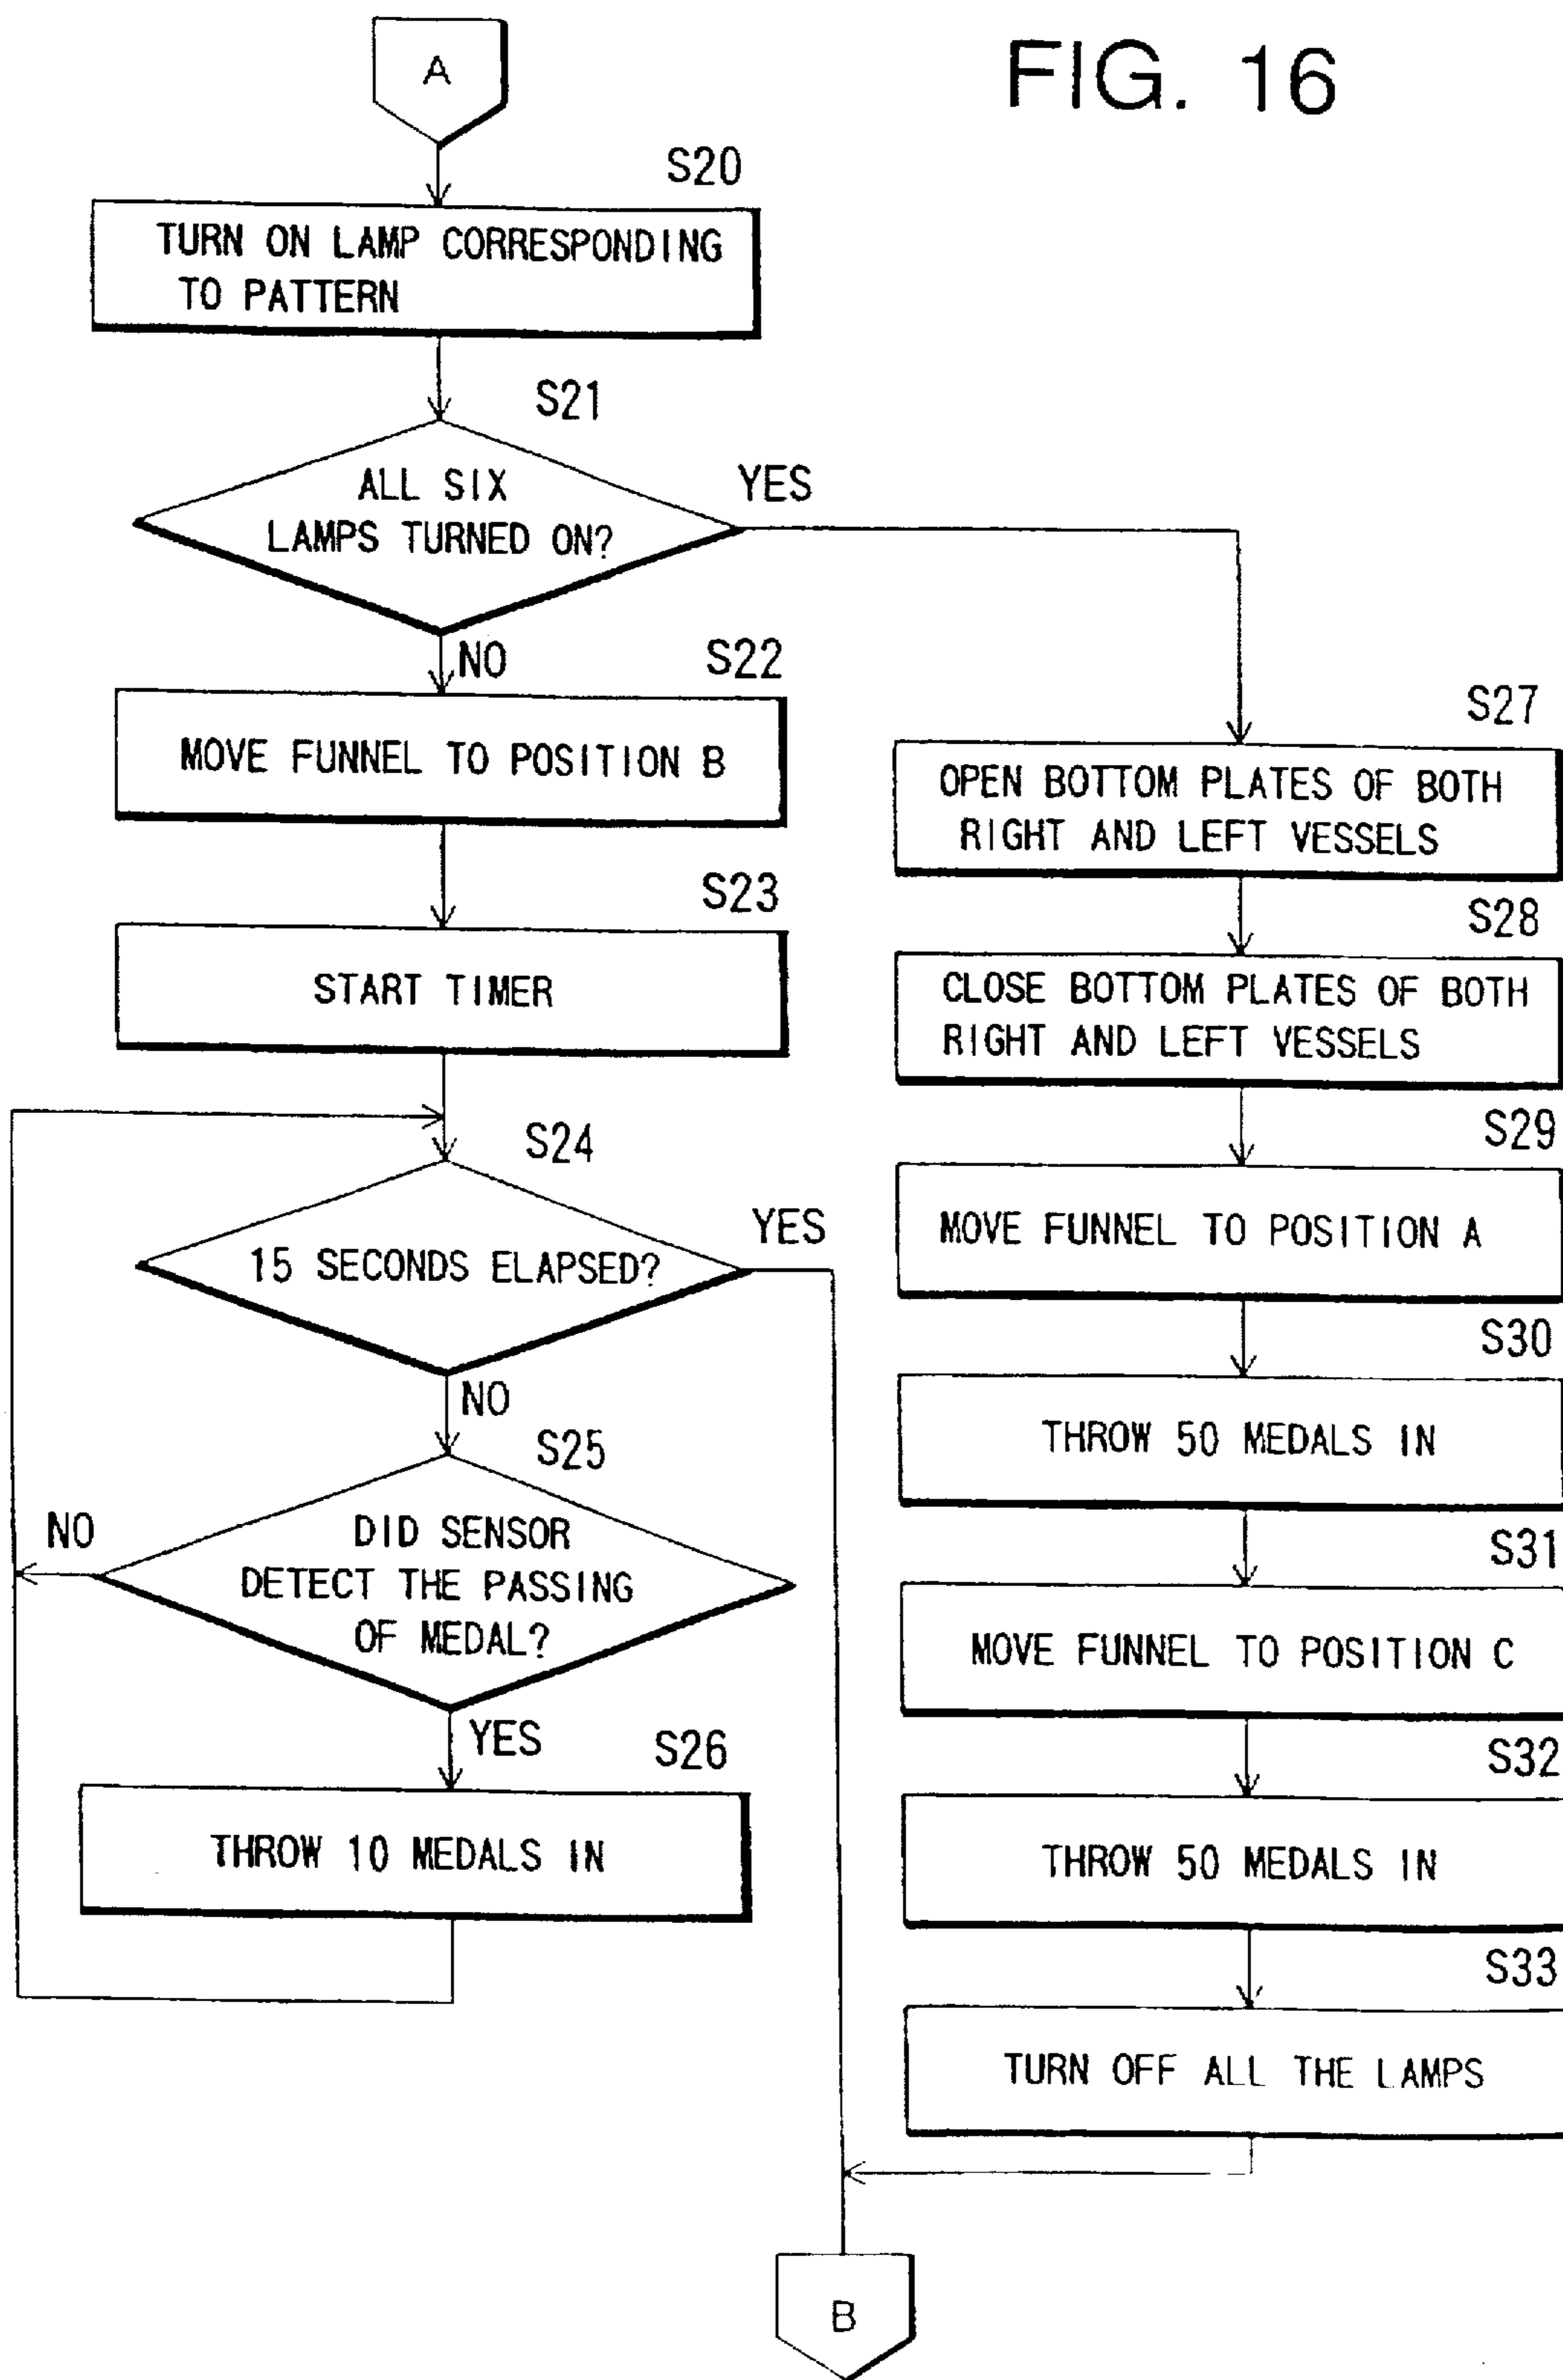 FIG. 16
A
S20
TURN ON LAMP CORRESPONDING
TO PATTERN
S21
ALL SIX
LAMPS TURNED ON?
YES
NO
S22
MOVE FUNNEL TO POSITION B
S23
START TIMER
S24
15 SECONDS ELAPSED?
YES
NO
S25
DID SENSOR
DETECT THE PASSING
OF MEDAL?
NO
YES
S26
THROW 10 MEDALS IN
S27
OPEN BOTTOM PLATES OF BOTH
RIGHT AND LEFT VESSELS
S28
CLOSE BOTTOM PLATES OF BOTH
RIGHT AND LEFT VESSELS
S29
MOVE FUNNEL TO POSITION A
S30
THROW 50 MEDALS IN
S31
MOVE FUNNEL TO POSITION C
S32
THROW 50 MEDALS IN
S33
TURN OFF ALL THE LAMPS
B